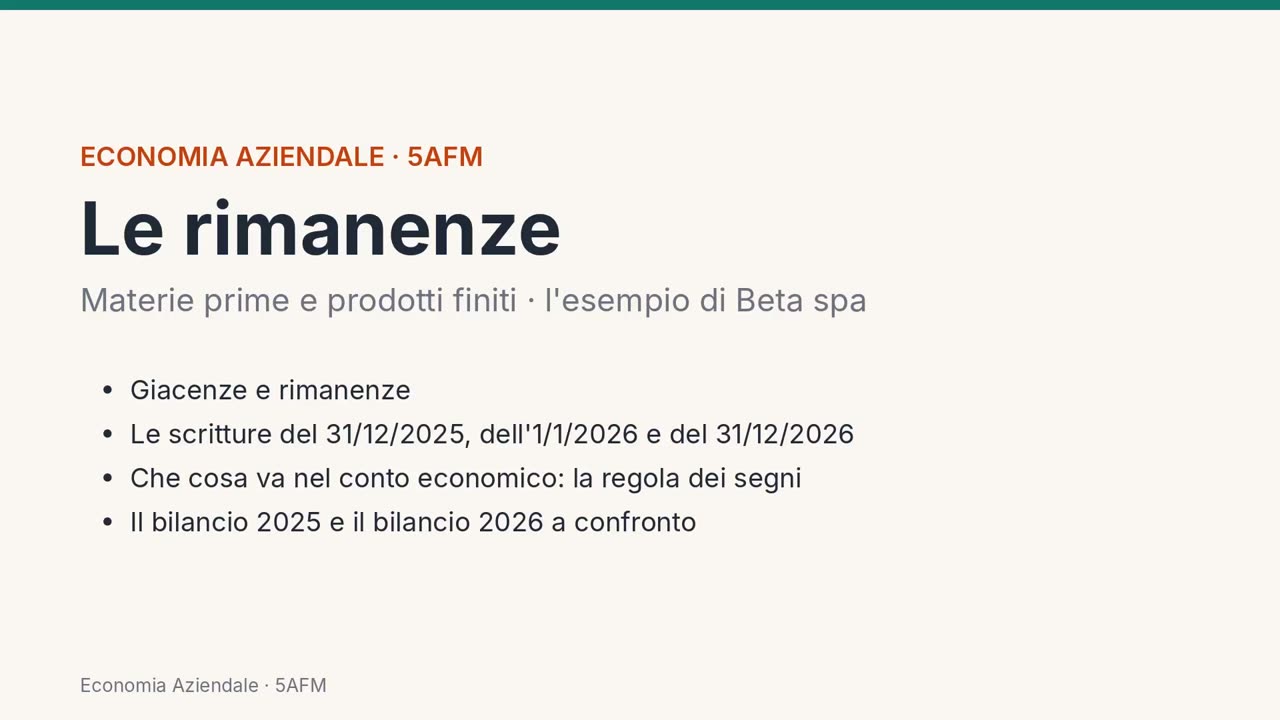 ECONOMIA AZIENDALE · 5AFM
Le rimanenze
Materie prime e prodotti finiti · l'esempio di Beta spa
• Giacenze e rimanenze
• Le scritture del 31/12/2025, dell'1/1/2026 e del 31/12/2026
• Che cosa va nel conto economico: la regola dei segni
• Il bilancio 2025 e il bilancio 2026 a confronto
Economia Aziendale · 5AFM